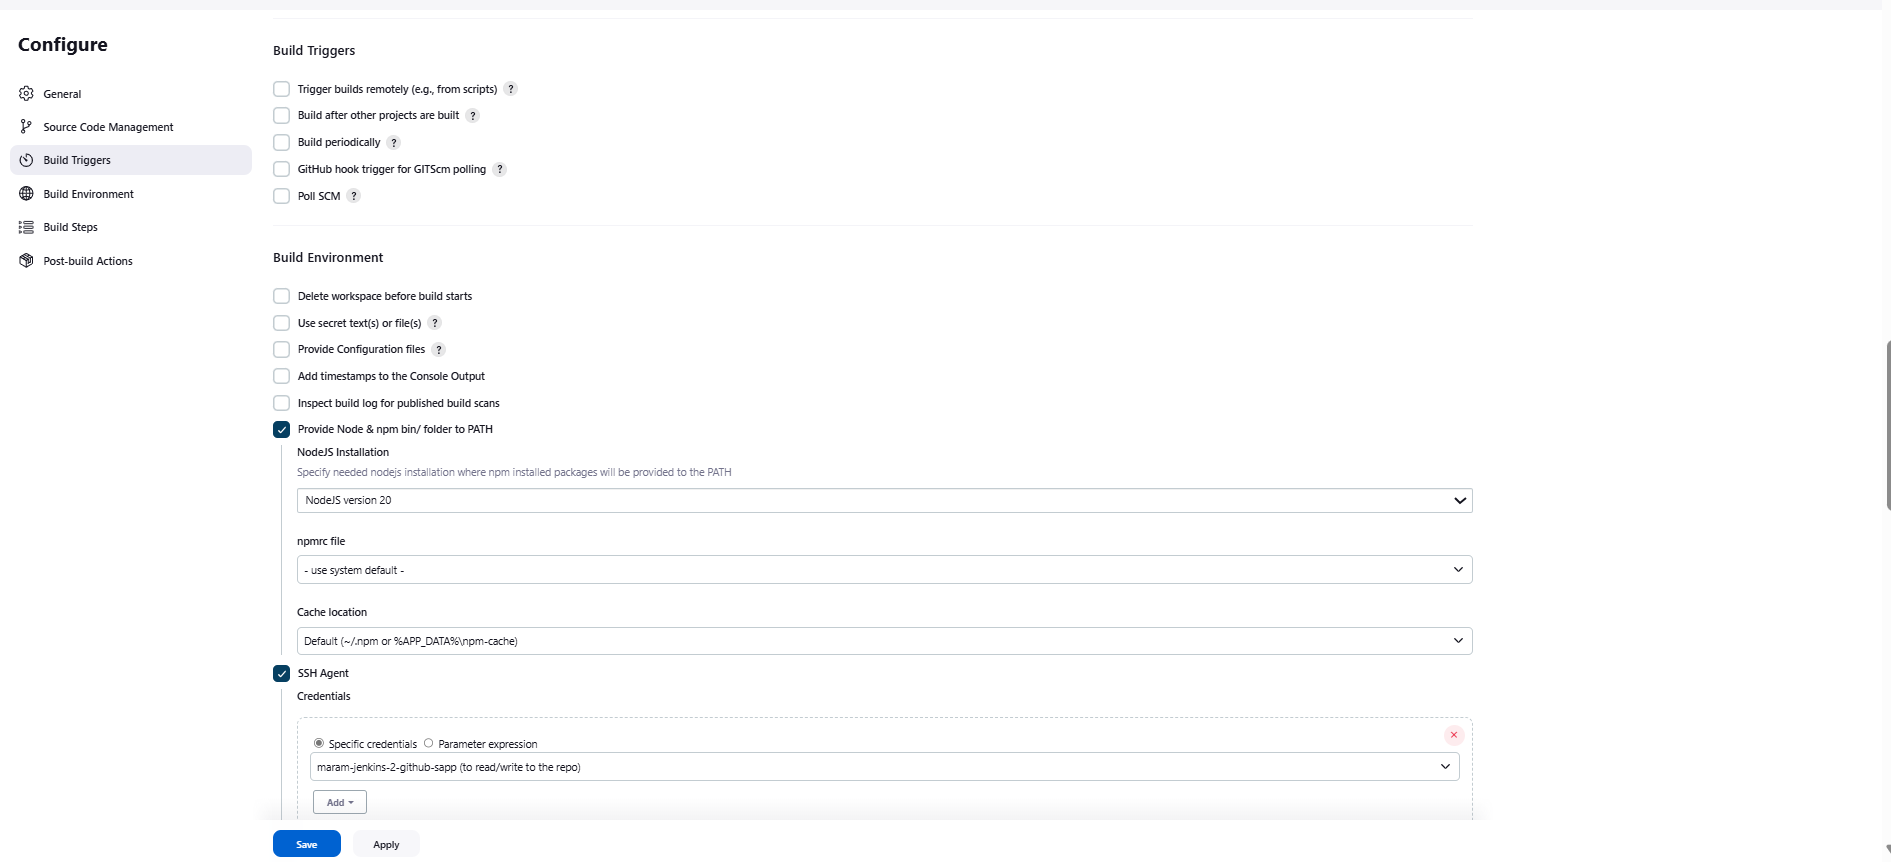 Configure
General
Source Code Management
Build Triggers
Build Environment
Build Steps
Post-build Actions
Build Triggers
Trigger builds remotely (e.g., from scripts) ?
Build after other projects are built ?
Build periodically ?
GitHub hook trigger for GITScm polling ?
Poll SCM ?
Build Environment
Delete workspace before build starts
Use secret text(s) or file(s) ?
Provide Configuration files ?
Add timestamps to the Console Output
Inspect build log for published build scans
Provide Node & npm bin/ folder to PATH
NodeJS Installation
Specify needed nodejs installation where npm installed packages will be provided to the PATH
NodeJS version 20
npmrc file
- use system default -
Cache location
Default (~/.npm or %APP_DATA%\npm-cache)
SSH Agent
Credentials
Specific credentials Parameter expression
maram-jenkins-2-github-sapp (to read/write to the repo)
Add
Save Apply